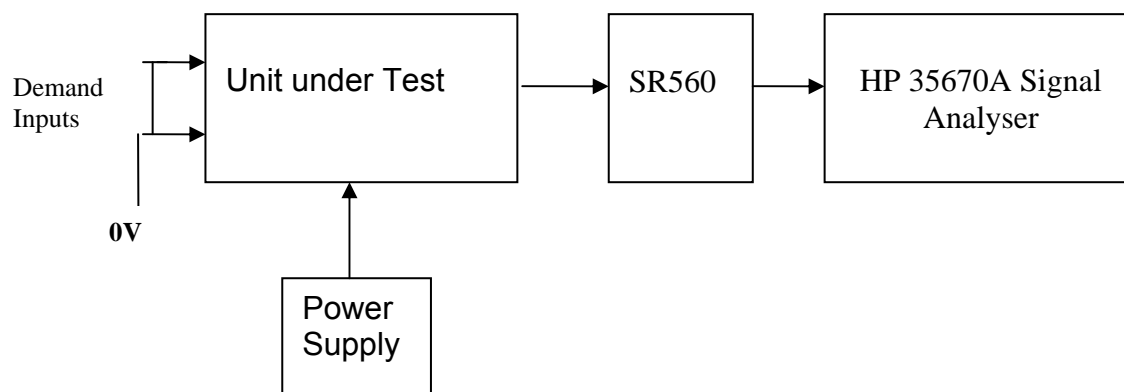 Demand
Inputs
0V
Unit under Test
SR560
HP 35670A Signal
Analyser
Power
Supply